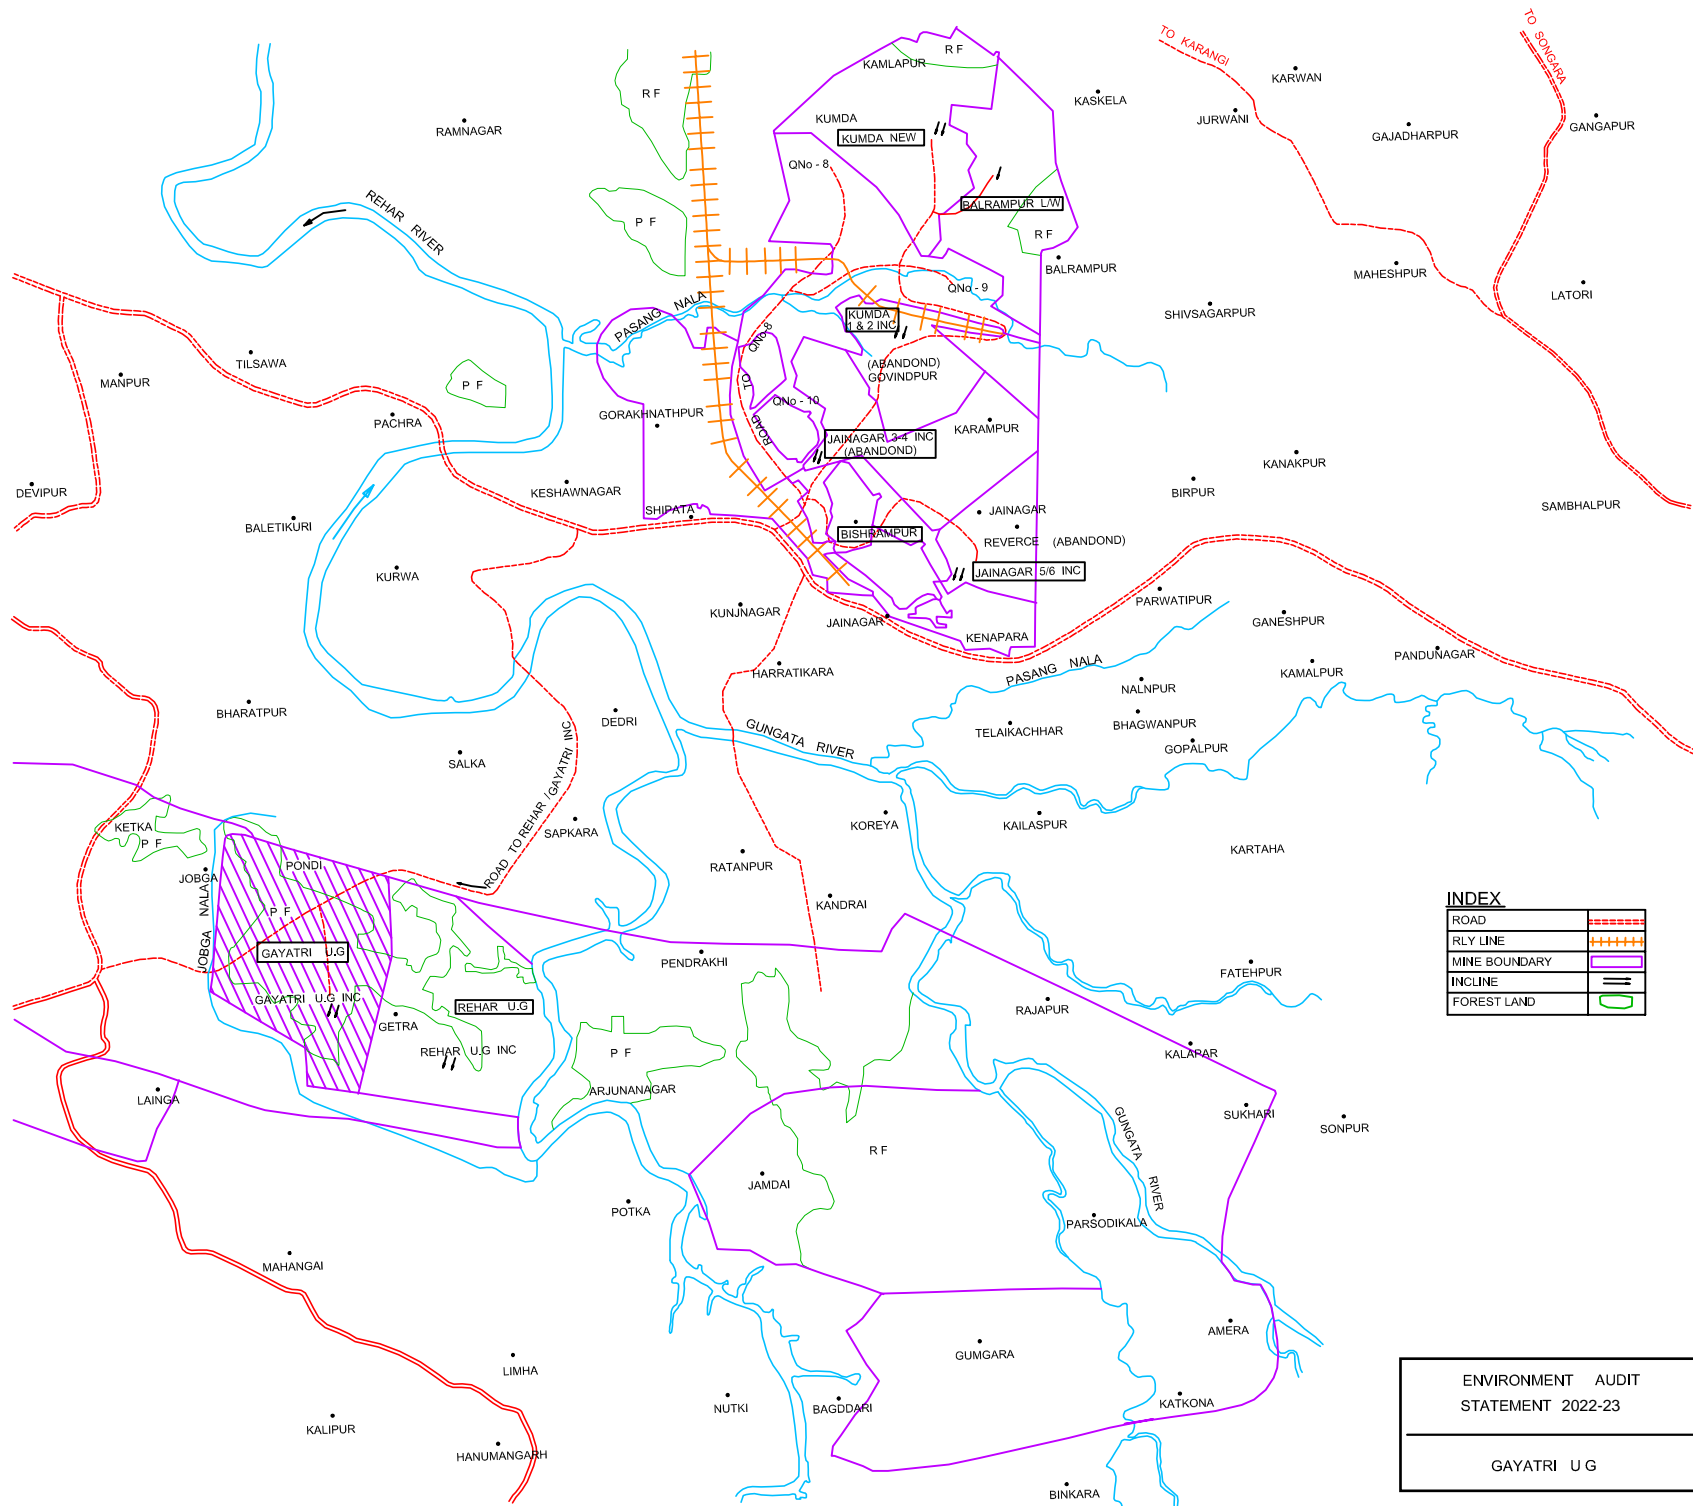 TO KARANGI
TO SONGARA
R F
KAMLAPUR
KARWAN
R F
KASKELA
JURWANI
GAJADHARPUR
GANGAPUR
RAMNAGAR
KUMDA
KUMDA NEW
QNo - 8
BALRAMPUR L/W
REHAR RIVER
P F
R F
BALRAMPUR
MAHESHPUR
LATORI
SHIVSAGARPUR
QNo - 9
PASANG NALA
KUMDA
1 & 2 INC
QNo-8
TO
ROAD
(ABANDOND)
GOVINDPUR
TILSAWA
MANPUR
P F
PACHRA
GORAKHNATHPUR
QNo - 10
KARAMPUR
JAINAGAR 3-4 INC
(ABANDOND)
KANAKPUR
DEVIPUR
KESHAWNAGAR
BIRPUR
SAMBHALPUR
SHIPATA
JAINAGAR
BALETIKURI
BISHRAMPUR
REVERCE (ABANDOND)
JAINAGAR 5/6 INC
KURWA
KUNJNAGAR
JAINAGAR
PARWATIPUR
GANESHPUR
KENAPARA
PANDUNAGAR
HARRATIKARA
PASANG NALA
KAMALPUR
NALNPUR
BHARATPUR
DEDRI
GUNGATA RIVER
TELAIKACHHAR
BHAGWANPUR
GOPALPUR
SALKA
ROAD TO REHAR /GAYATRI INC
KETKA
P F
SAPKARA
KOREYA
KAILASPUR
KARTAHA
PONDI
JOBGA
RATANPUR
KANDRAI
JOBGA NALA
P F
GAYATRI U.G
PENDRAKHI
FATEHPUR
GAYATRI U.G INC
REHAR U.G
GETRA
RAJAPUR
REHAR U.G INC
P F
KALAPAR
LAINGA
ARJUNANAGAR
SUKHARI
SONPUR
GUNGATA RIVER
R F
JAMDAI
POTKA
PARSODIKALA
MAHANGAI
AMERA
GUMGARA
LIMHA
NUTKI
BAGDDARI
KATKONA
KALIPUR
HANUMANGARH
BINKARA
INDEX
ROAD
RLY LINE
MINE BOUNDARY
INCLINE
FOREST LAND
ENVIRONMENT AUDIT
STATEMENT 2022-23
GAYATRI U G